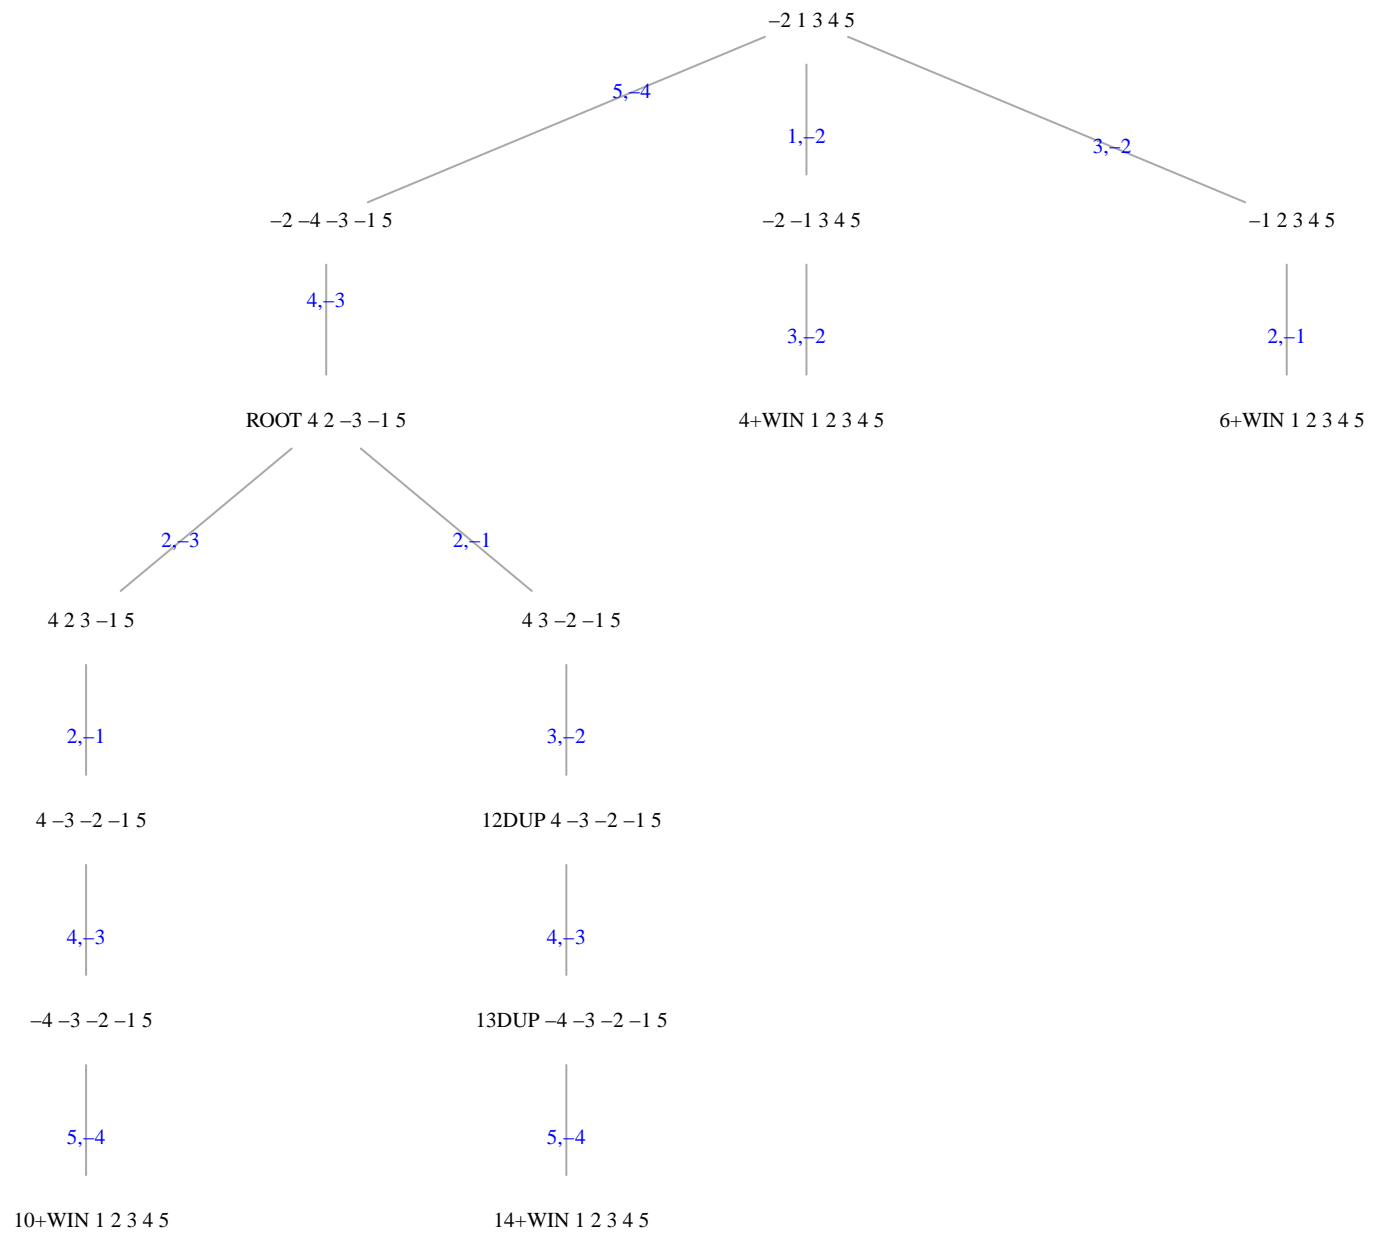 –2 1 3 4 5
5,–4
1,–2
3,–2
–2 –4 –3 –1 5
–2 –1 3 4 5
–1 2 3 4 5
4,–3
3,–2
2,–1
ROOT 4 2 –3 –1 5
4+WIN 1 2 3 4 5
6+WIN 1 2 3 4 5
2,–3
2,–1
4 2 3 –1 5
4 3 –2 –1 5
2,–1
3,–2
4 –3 –2 –1 5
12DUP 4 –3 –2 –1 5
4,–3
4,–3
–4 –3 –2 –1 5
13DUP –4 –3 –2 –1 5
5,–4
5,–4
10+WIN 1 2 3 4 5
14+WIN 1 2 3 4 5